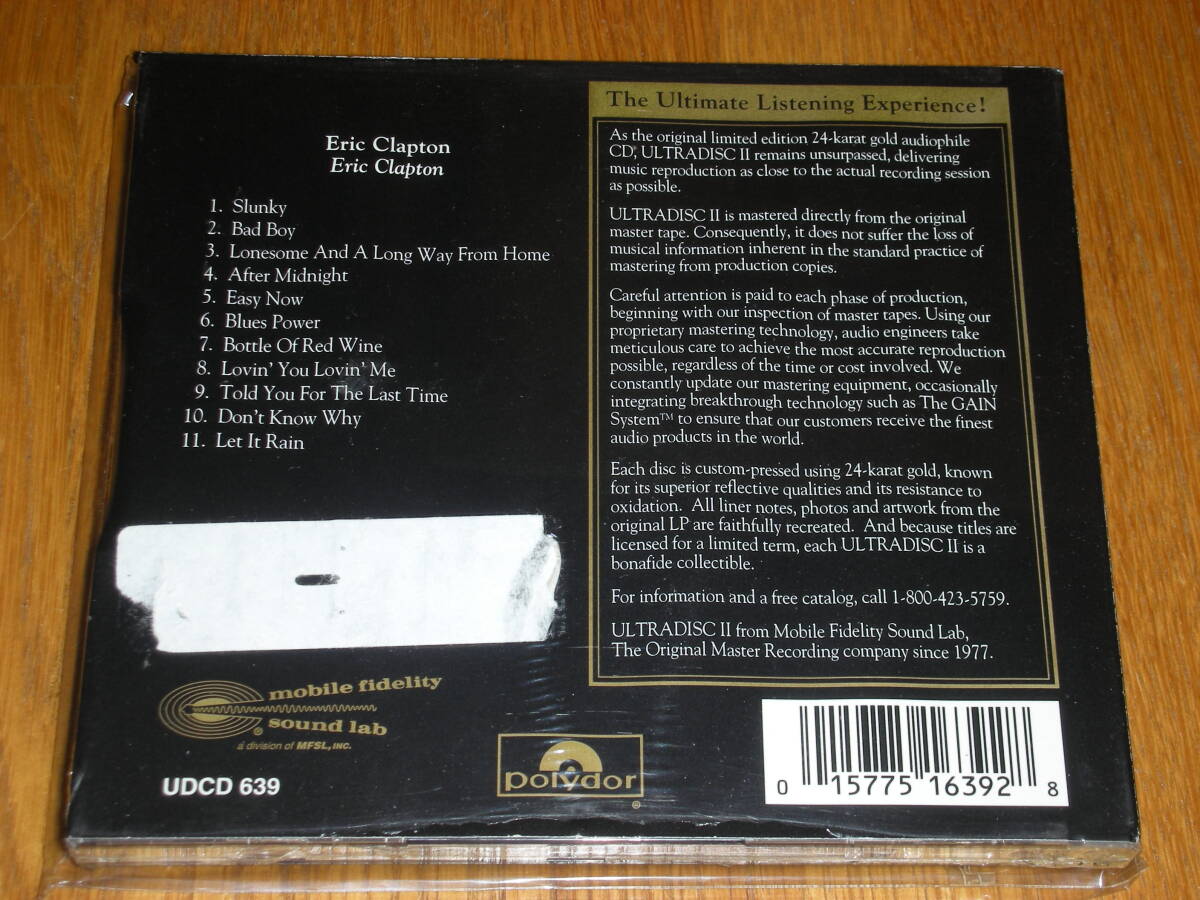 Eric Clapton
Eric Clapton
1. Slunky
2. Bad Boy
3. Lonesome And A Long Way From Home
4. After Midnight
5. Easy Now
6. Blues Power
7. Bottle Of Red Wine
8. Lovin' You Lovin' Me
9. Told You For The Last Time
10. Don't Know Why
11. Let It Rain
The Ultimate Listening Experience!
As the original limited edition 24-karat gold audiophile
CD, ULTRADISC II remains unsurpassed, delivering
music reproduction as close to the actual recording session
as possible.
ULTRADISC II is mastered directly from the original
master tape. Consequently, it does not suffer the loss of
musical information inherent in the standard practice of
mastering from production copies.
Careful attention is paid to each phase of production,
beginning with our inspection of master tapes. Using our
proprietary mastering technology, audio engineers take
meticulous care to achieve the most accurate reproduction
possible, regardless of the time or cost involved. We
constantly update our mastering equipment, occasionally
integrating breakthrough technology such as The GAIN
System™ to ensure that our customers receive the finest
audio products in the world.
Each disc is custom-pressed using 24-karat gold, known
for its superior reflective qualities and its resistance to
oxidation. All liner notes, photos and artwork from the
original LP are faithfully recreated. And because titles are
licensed for a limited term, each ULTRADISC II is a
bonafide collectible.
For information and a free catalog, call 1-800-423-5759.
ULTRADISC II from Mobile Fidelity Sound Lab,
The Original Master Recording company since 1977.
mobile fidelity
® sound lab
a division of MFSL, INC.
UDCD 639
polydor
®
0 15775 16392 8